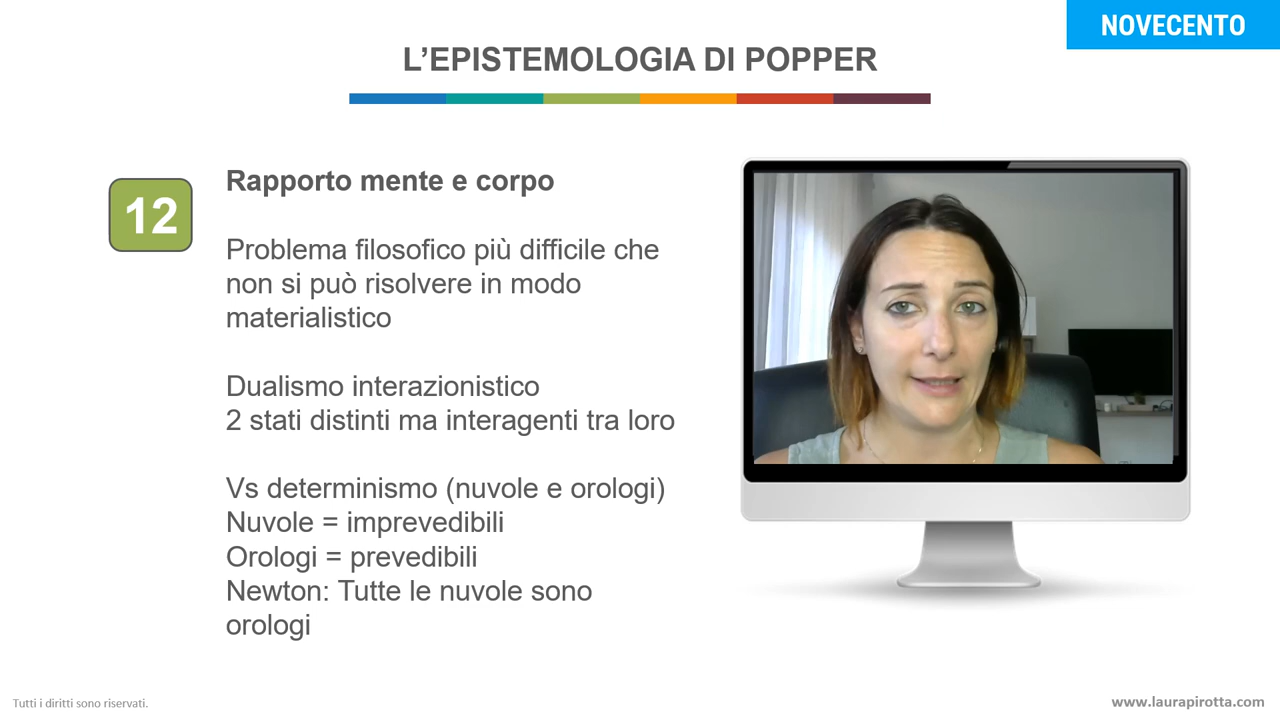 NOVECENTO
L'EPISTEMOLOGIA DI POPPER
12
Rapporto mente e corpo
Problema filosofico più difficile che
non si può risolvere in modo
materialistico
Dualismo interazionistico
2 stati distinti ma interagenti tra loro
Vs determinismo (nuvole e orologi)
Nuvole = imprevedibili
Orologi = prevedibili
Newton: Tutte le nuvole sono
orologi
Tutti i diritti sono riservati.
www.laurapirotta.com